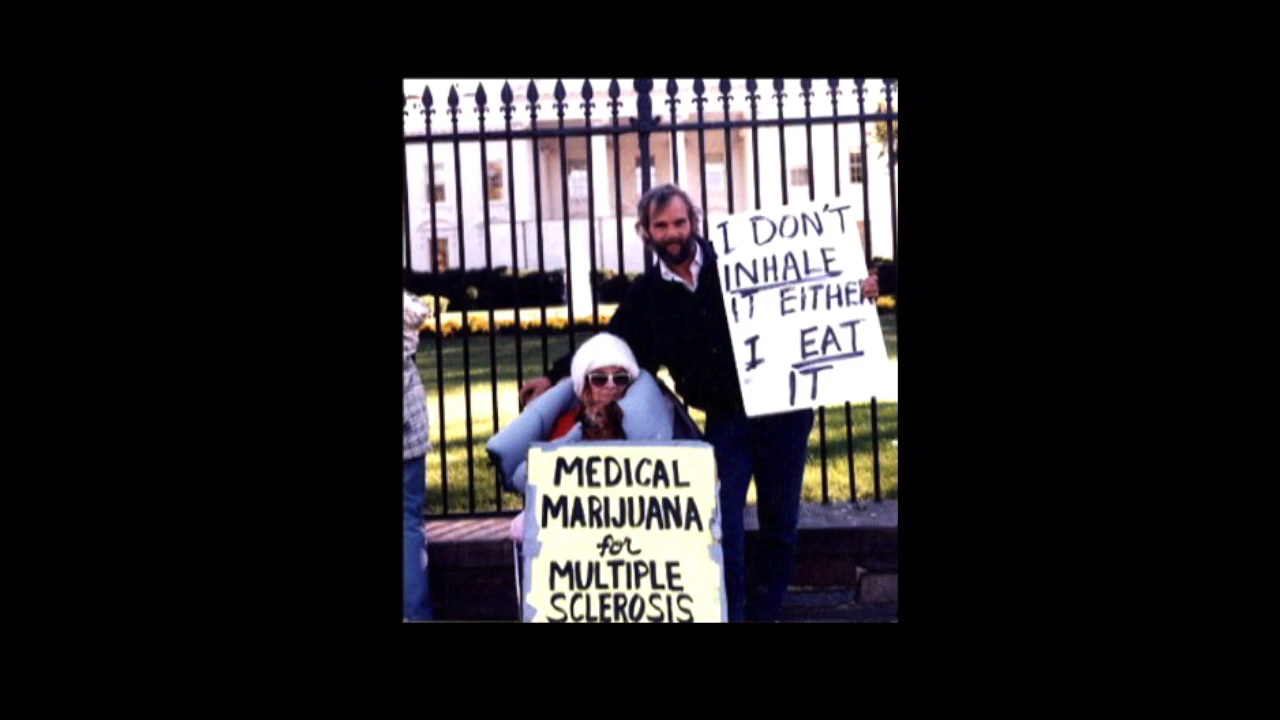 I DON'T
INHALE
IT EITHER
I EAT
IT
MEDICAL
MARIJUANA
for
MULTIPLE
SCLEROSIS